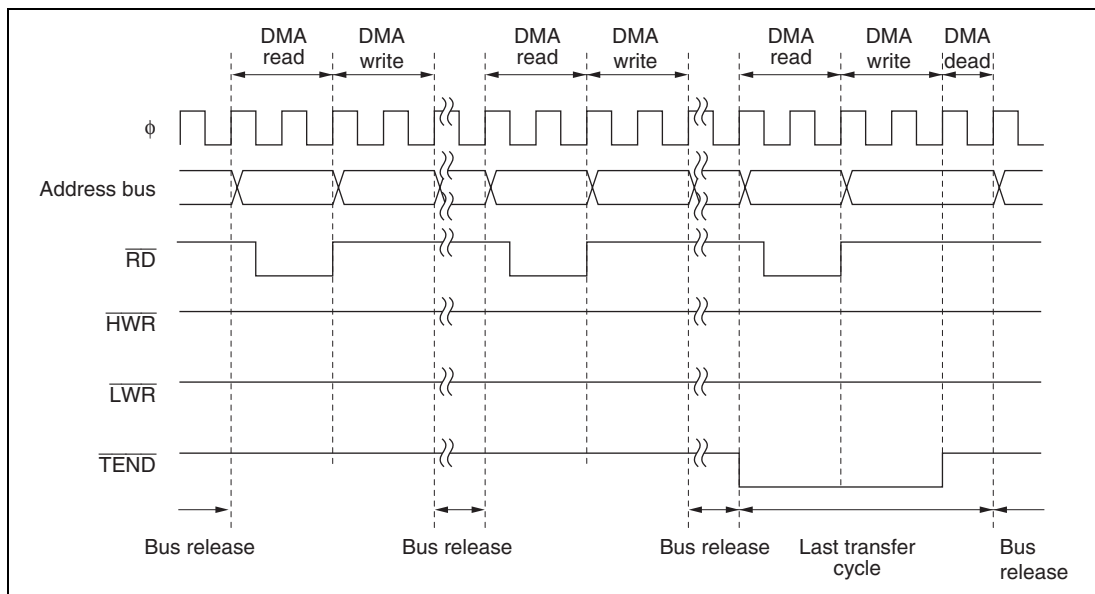 DMA read
DMA write
DMA read
DMA write
DMA read
DMA write
DMA dead
φ
Address bus
RD
HWR
LWR
TEND
Bus release
Bus release
Bus release
Last transfer cycle
Bus release